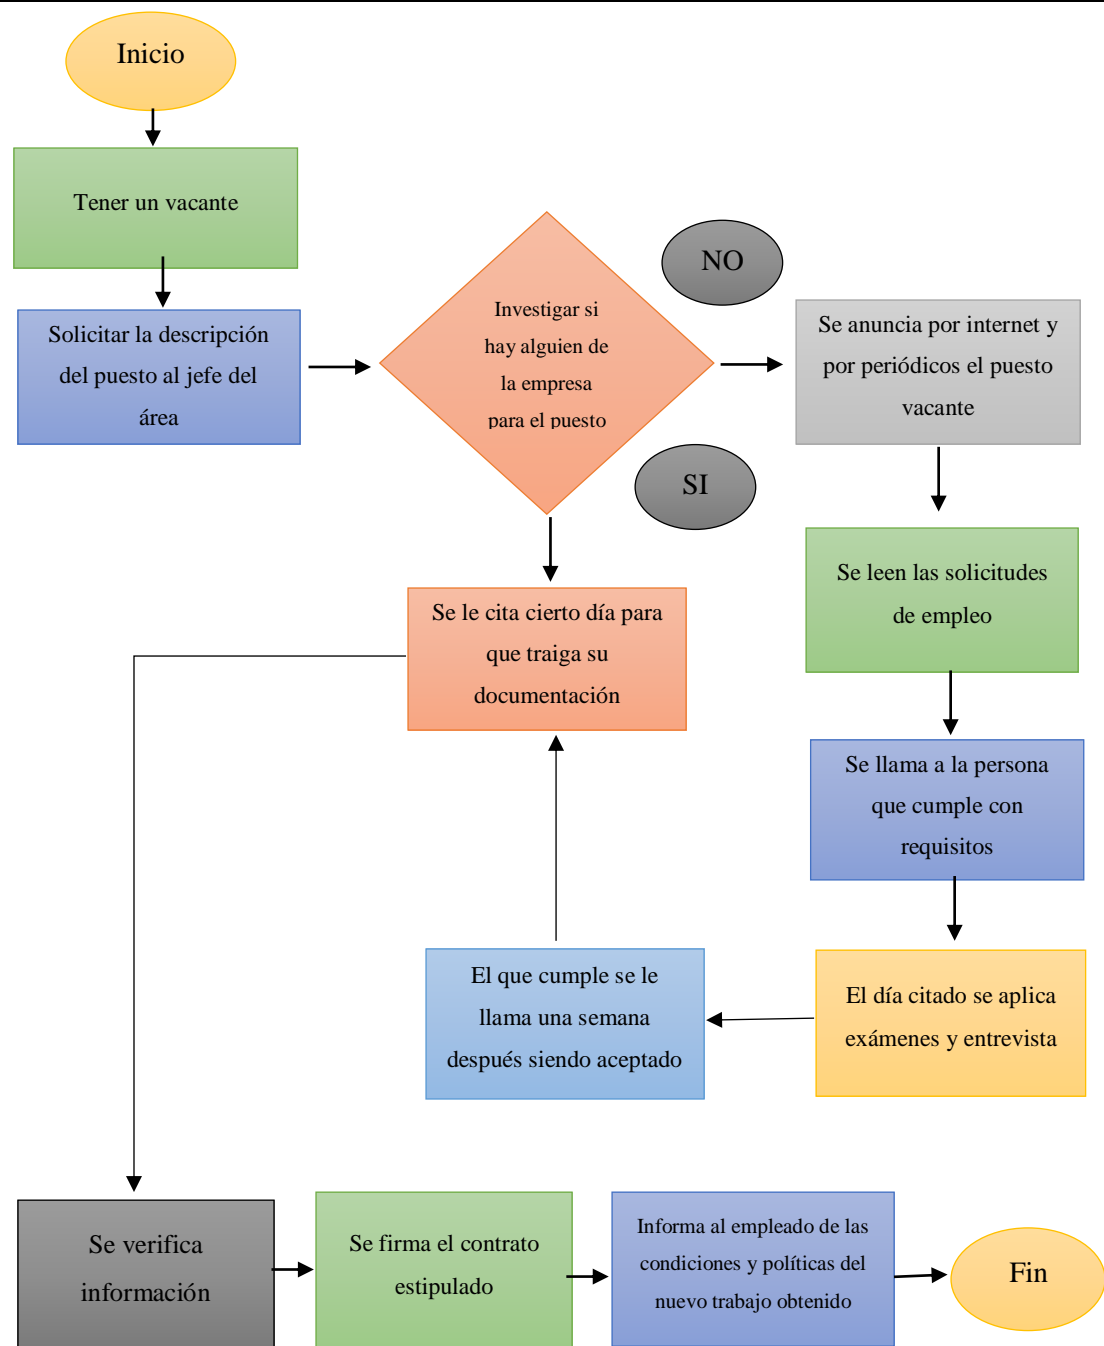 Inicio
Tener un vacante
Solicitar la descripción
del puesto al jefe del
área
Investigar si
hay alguien de
la empresa
para el puesto
NO
SI
Se anuncia por internet y
por periódicos el puesto
vacante
Se leen las solicitudes
de empleo
Se llama a la persona
que cumple con
requisitos
El día citado se aplica
exámenes y entrevista
El que cumple se le
llama una semana
después siendo aceptado
Se le cita cierto día para
que traiga su
documentación
Se verifica
información
Se firma el contrato
estipulado
Informa al empleado de las
condiciones y políticas del
nuevo trabajo obtenido
Fin